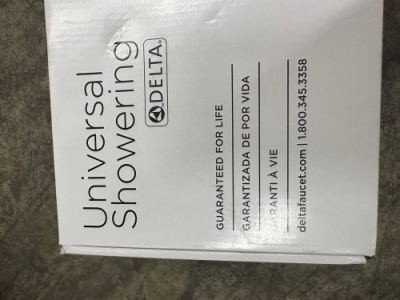 Universal
Showering
DELTA
GUARANTEED FOR LIFE
GARANTIZADA DE POR VIDA
GARANTI À VIE
deltafaucet.com | 1.800.345.3358